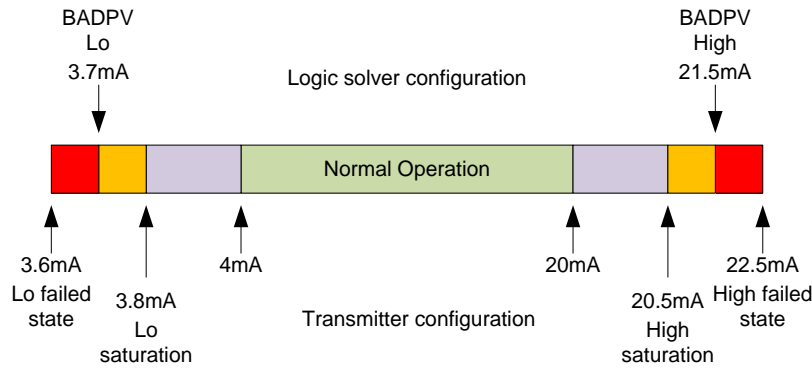 BADPV
Lo
3.7mA
BADPV
High
21.5mA
Logic solver configuration
Normal Operation
3.6mA
Lo failed
state
3.8mA
Lo
saturation
4mA
20mA
20.5mA
High
saturation
22.5mA
High failed
state
Transmitter configuration